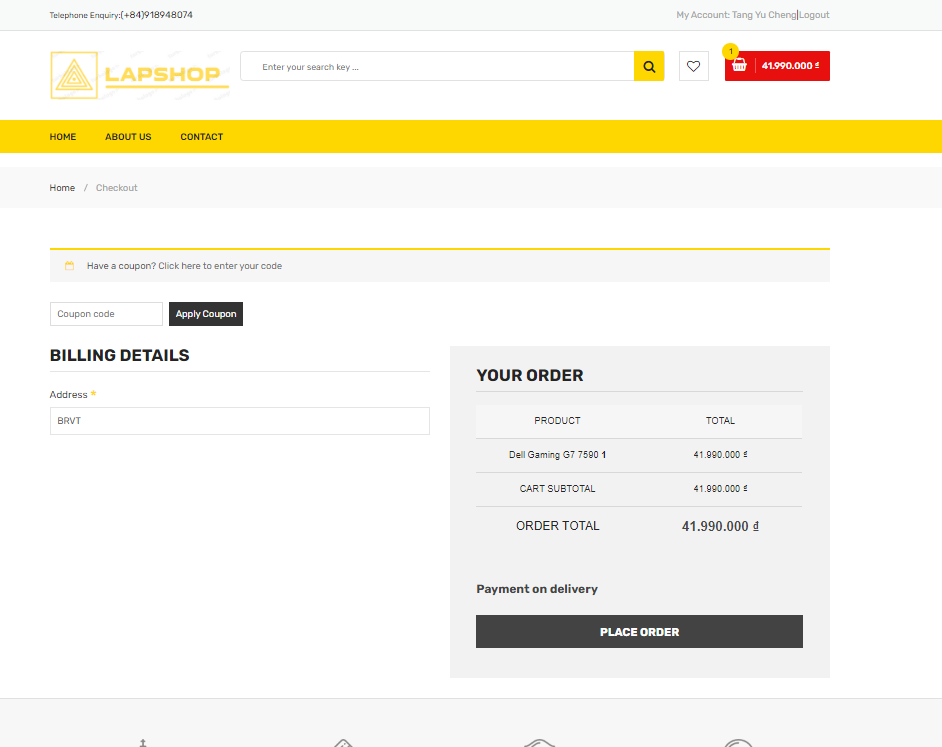 Telephone Enquiry:(+84)918948074
My Account: Tang Yu Cheng|Logout
LAPSHOP
Enter your search key ...
1
41.990.000 ₫
HOME
ABOUT US
CONTACT
Home / Checkout
Have a coupon? Click here to enter your code
Coupon code
Apply Coupon
BILLING DETAILS
Address *
BRVT
YOUR ORDER
PRODUCT TOTAL
Dell Gaming G7 7590 1 41.990.000 ₫
CART SUBTOTAL 41.990.000 ₫
ORDER TOTAL 41.990.000 ₫
Payment on delivery
PLACE ORDER